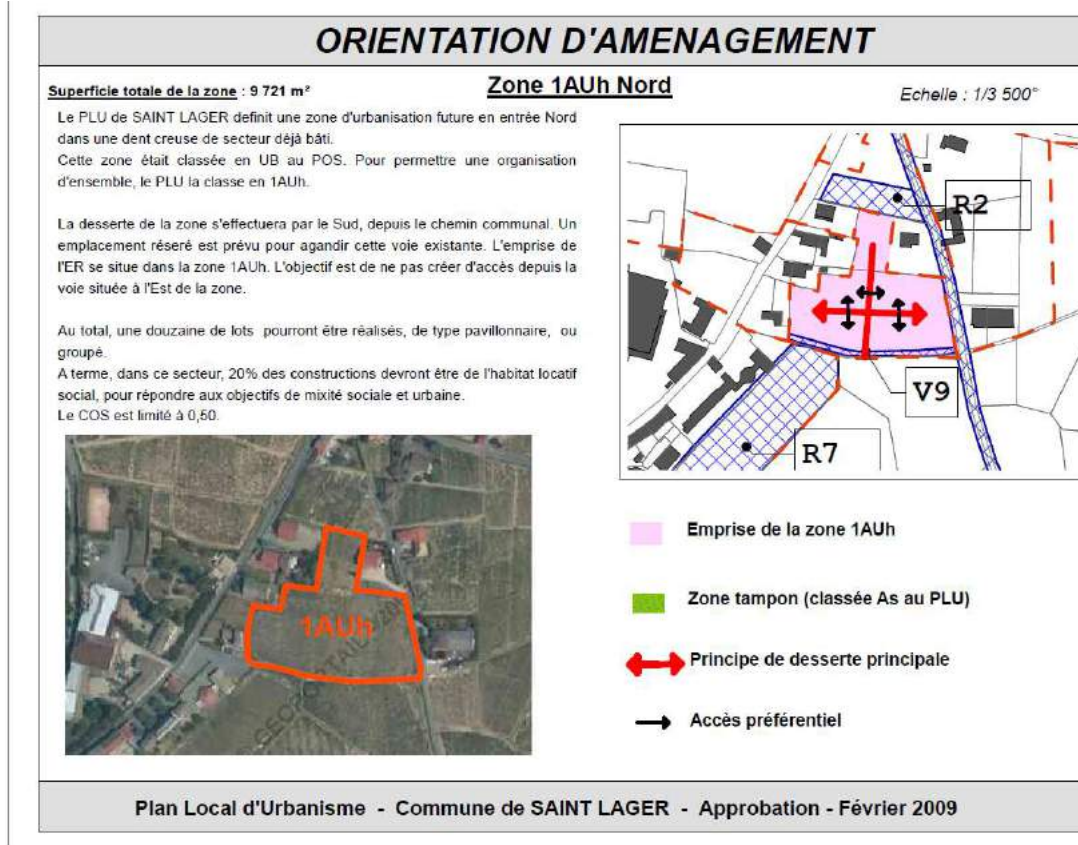 ORIENTATION D'AMENAGEMENT
Superficie totale de la zone : 9 721 m²
Zone 1AUh Nord
Echelle : 1/3 500°
Le PLU de SAINT LAGER definit une zone d'urbanisation future en entrée Nord
dans une dent creuse de secteur déjà bâti.
Cette zone était classée en UB au POS. Pour permettre une organisation
d'ensemble, le PLU la classe en 1AUh.
La desserte de la zone s'effectuera par le Sud, depuis le chemin communal. Un
emplacement réseré est prévu pour agandir cette voie existante. L'emprise de
l'ER se situe dans la zone 1AUh. L'objectif est de ne pas créer d'accès depuis la
voie située à l'Est de la zone.
Au total, une douzaine de lots pourront être réalisés, de type pavillonnaire, ou
groupé.
A terme, dans ce secteur, 20% des constructions devront être de l'habitat locatif
social, pour répondre aux objectifs de mixité sociale et urbaine.
Le COS est limité à 0,50.
R2
V9
R7
1AUh
Emprise de la zone 1AUh
Zone tampon (classée As au PLU)
Principe de desserte principale
Accès préférentiel
Plan Local d'Urbanisme - Commune de SAINT LAGER - Approbation - Février 2009